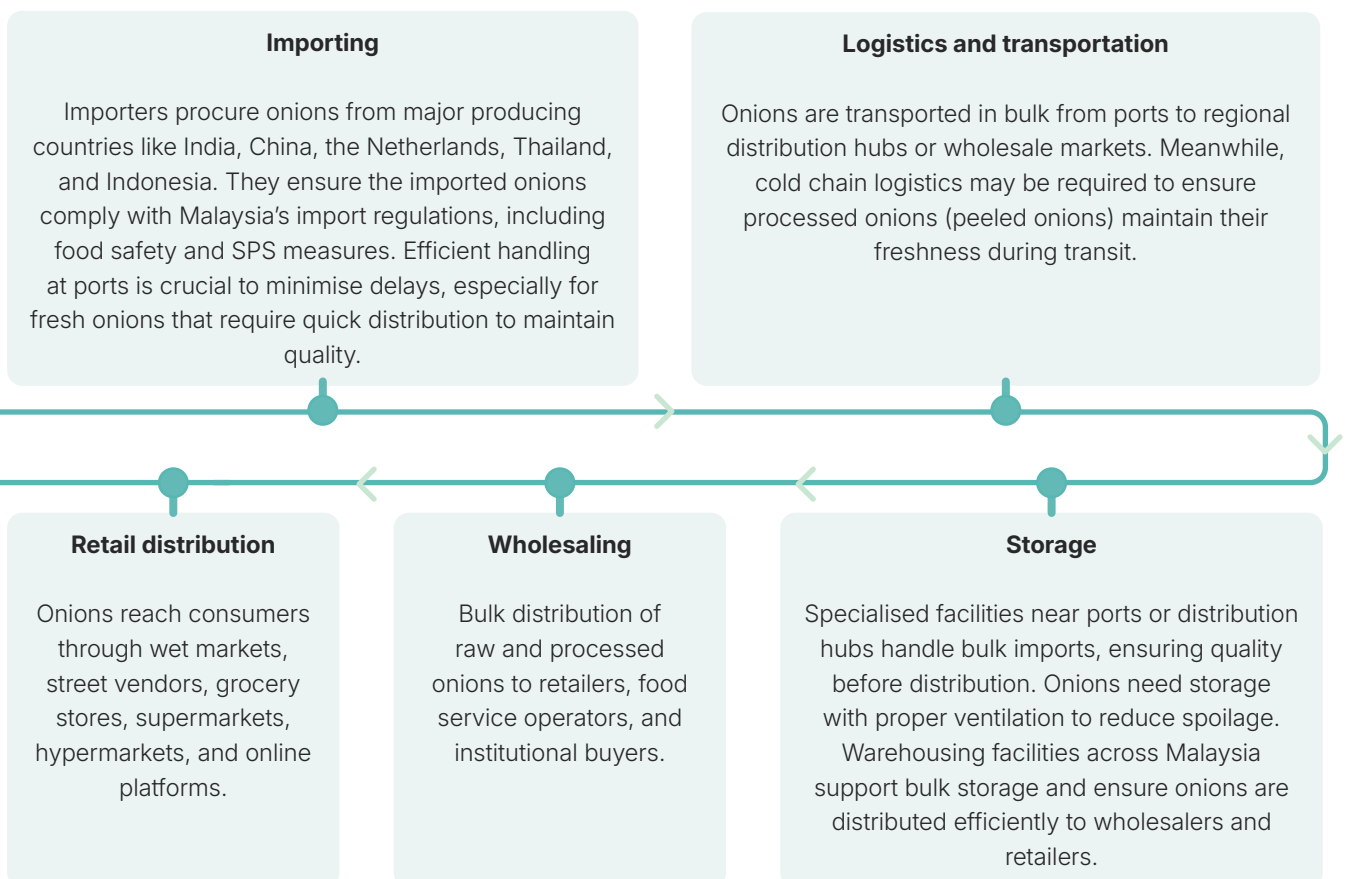 Importing
Importers procure onions from major producing
countries like India, China, the Netherlands, Thailand,
and Indonesia. They ensure the imported onions
comply with Malaysia’s import regulations, including
food safety and SPS measures. Efficient handling
at ports is crucial to minimise delays, especially for
fresh onions that require quick distribution to maintain
quality.
Logistics and transportation
Onions are transported in bulk from ports to regional
distribution hubs or wholesale markets. Meanwhile,
cold chain logistics may be required to ensure
processed onions (peeled onions) maintain their
freshness during transit.
Storage
Specialised facilities near ports or distribution
hubs handle bulk imports, ensuring quality
before distribution. Onions need storage
with proper ventilation to reduce spoilage.
Warehousing facilities across Malaysia
support bulk storage and ensure onions are
distributed efficiently to wholesalers and
retailers.
Wholesaling
Bulk distribution of
raw and processed
onions to retailers, food
service operators, and
institutional buyers.
Retail distribution
Onions reach consumers
through wet markets,
street vendors, grocery
stores, supermarkets,
hypermarkets, and online
platforms.